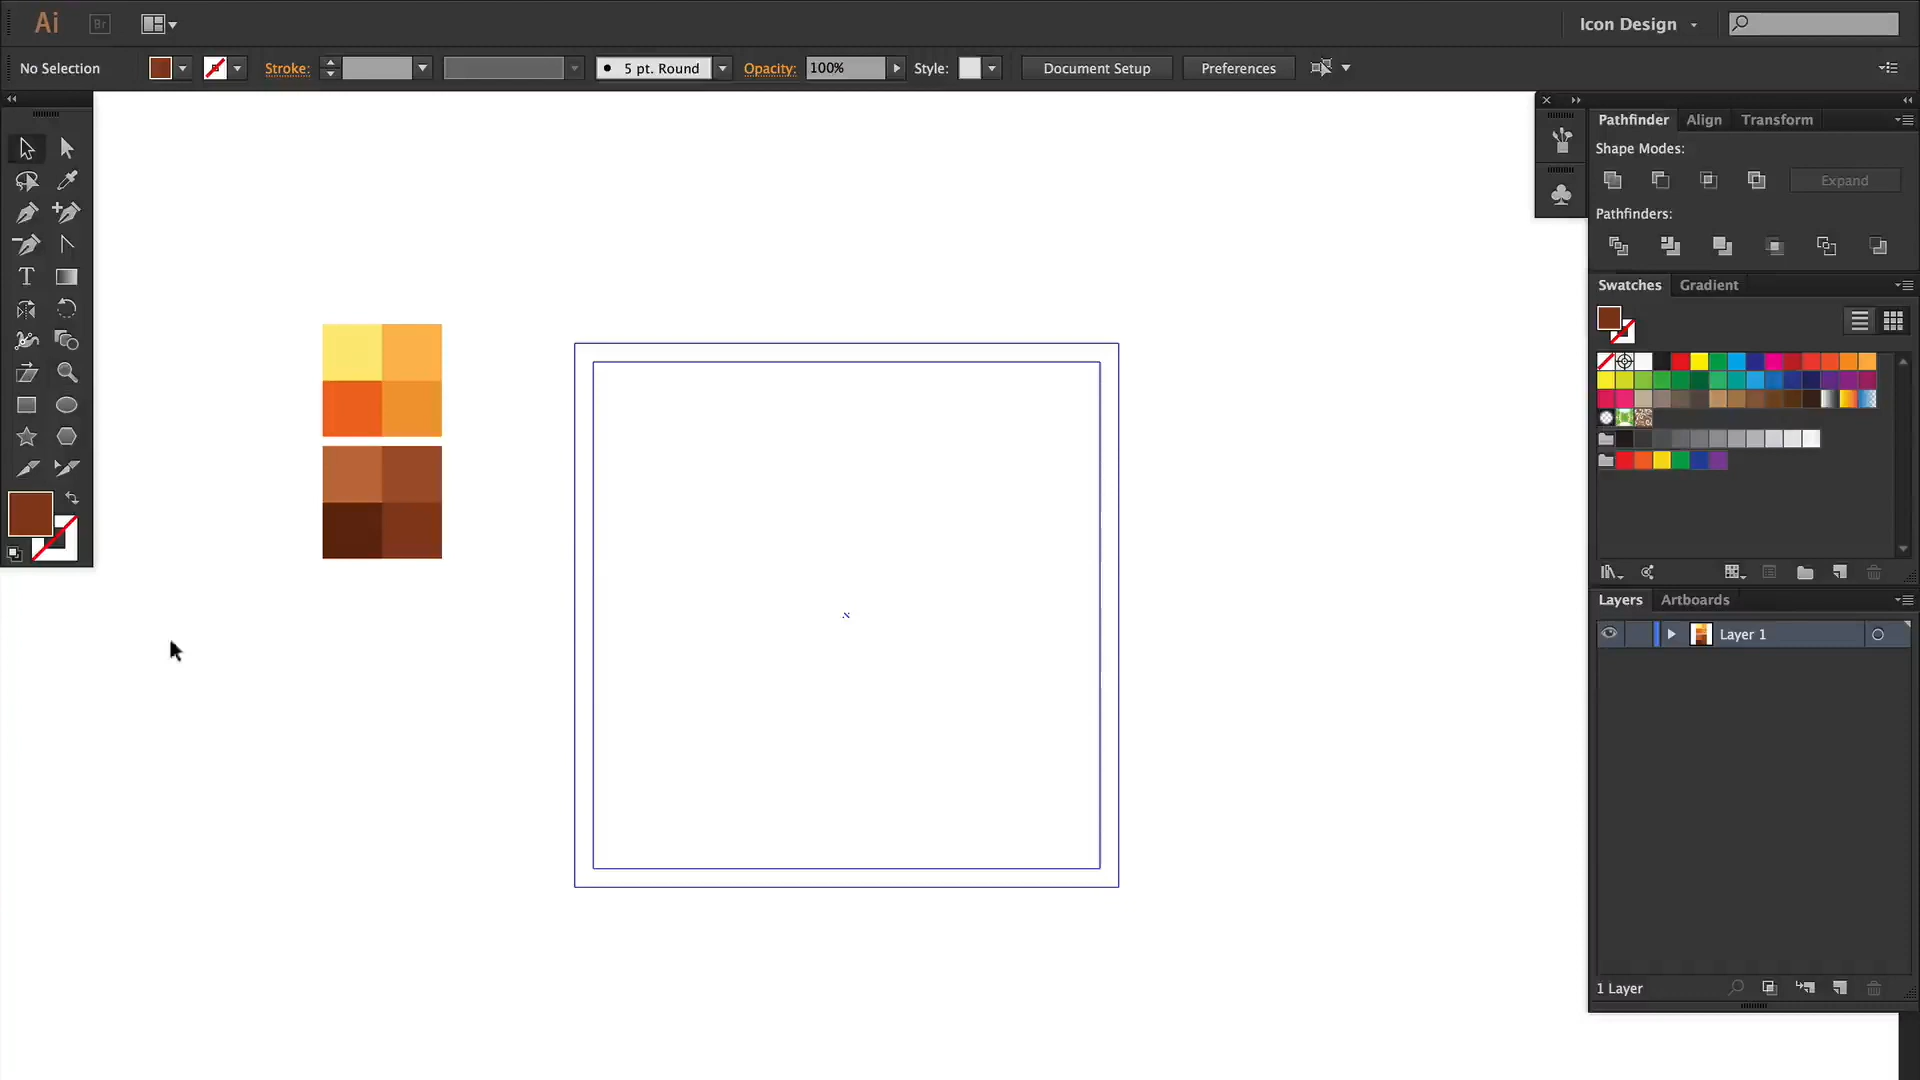 Ai
Br
Icon Design
No Selection
Stroke:
5 pt. Round
Opacity:
100%
Style:
Document Setup
Preferences
Pathfinder
Align
Transform
Shape Modes:
Expand
Pathfinders:
T
Swatches
Gradient
Layers
Artboards
Layer 1
1 Layer